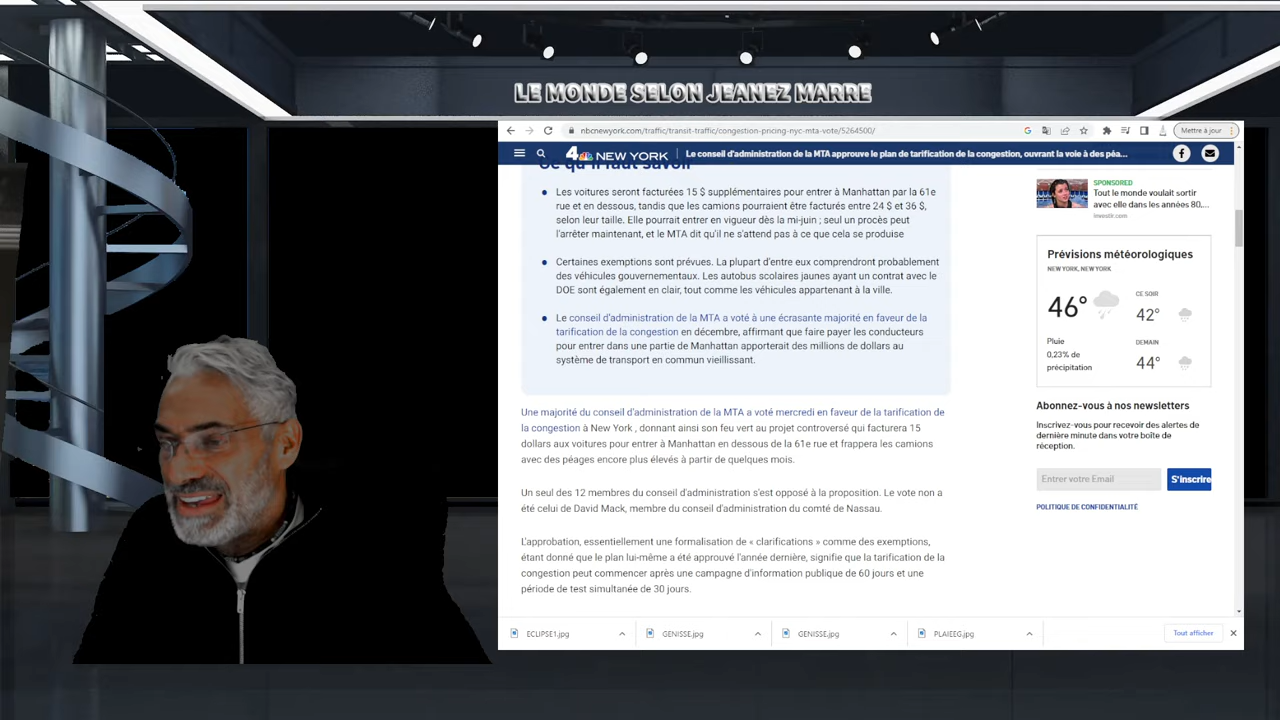 LE MONDE SELON JEANEZ MARRE
nbcnewyork.com/traffic/transit-traffic/congestion-pricing-nyc-mta-vote/5264500/
Mettre à jour
4 NEW YORK
Le conseil d'administration de la MTA approuve le plan de tarification de la congestion, ouvrant la voie à des péa...
Ce qu'il faut savoir
Les voitures seront facturées 15 $ supplémentaires pour entrer à Manhattan par la 61e
rue et en dessous, tandis que les camions pourraient être facturés entre 24 $ et 36 $,
selon leur taille. Elle pourrait entrer en vigueur dès la mi-juin ; seul un procès peut
l'arrêter maintenant, et le MTA dit qu'il ne s'attend pas à ce que cela se produise
Certaines exemptions sont prévues. La plupart d'entre eux comprendront probablement
des véhicules gouvernementaux. Les autobus scolaires jaunes ayant un contrat avec le
DOE sont également en clair, tout comme les véhicules appartenant à la ville.
Le conseil d'administration de la MTA a voté à une écrasante majorité en faveur de la
tarification de la congestion en décembre, affirmant que faire payer les conducteurs
pour entrer dans une partie de Manhattan apporterait des millions de dollars au
système de transport en commun vieillissant.
Une majorité du conseil d'administration de la MTA a voté mercredi en faveur de la tarification de
la congestion à New York , donnant ainsi son feu vert au projet controversé qui facturera 15
dollars aux voitures pour entrer à Manhattan en dessous de la 61e rue et frappera les camions
avec des péages encore plus élevés à partir de quelques mois.
Un seul des 12 membres du conseil d'administration s'est opposé à la proposition. Le vote non a
été celui de David Mack, membre du conseil d'administration du comté de Nassau.
L'approbation, essentiellement une formalisation de « clarifications » comme des exemptions,
étant donné que le plan lui-même a été approuvé l'année dernière, signifie que la tarification de la
congestion peut commencer après une campagne d'information publique de 60 jours et une
période de test simultanée de 30 jours.
SPONSORED
Tout le monde voulait sortir
avec elle dans les années 80,...
investir.com
Prévisions météorologiques
NEW YORK, NEW YORK
46°
CE SOIR
42°
Pluie
0,23% de
précipitation
DEMAIN
44°
Abonnez-vous à nos newsletters
Inscrivez-vous pour recevoir des alertes de
dernière minute dans votre boîte de
réception.
Entrer votre Email
S'Inscrire
POLITIQUE DE CONFIDENTIALITÉ
ECLIPSE1.jpg
GENISSE.jpg
GENISSE.jpg
PLAIEEG.jpg
Tout afficher